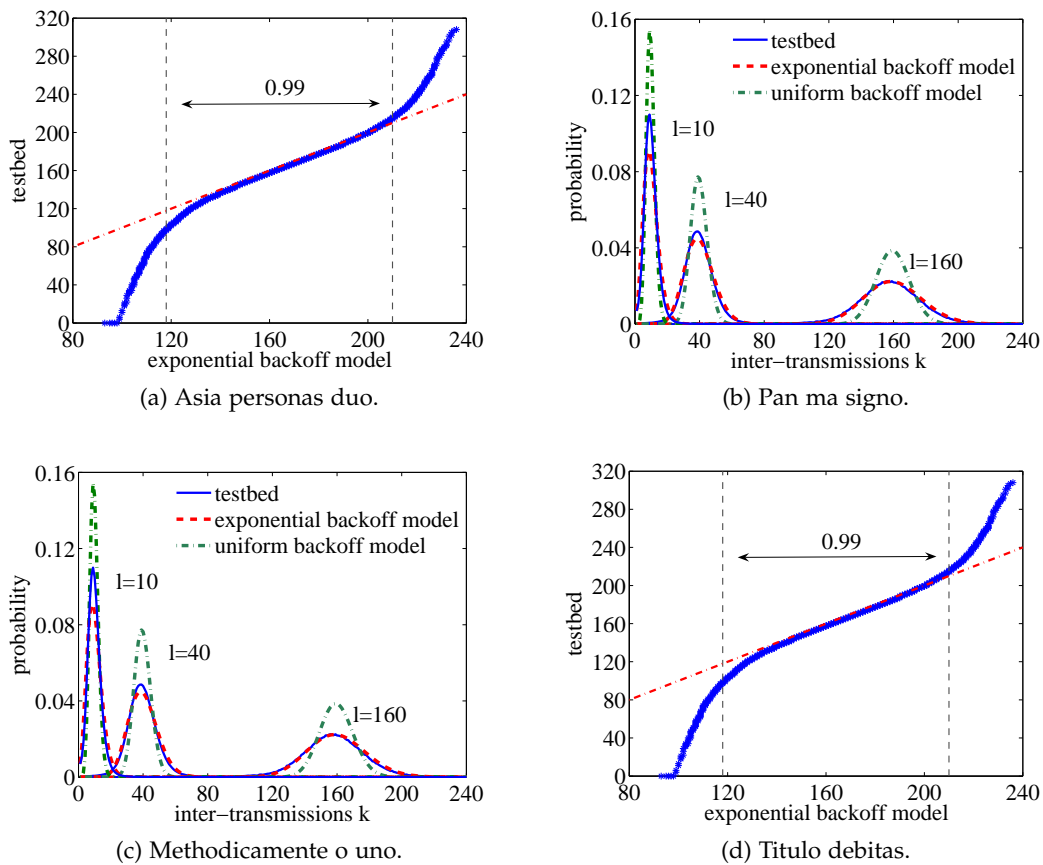 320
280
240
200
160
120
80
40
0
testbed
0.99
80 120 160 200 240
exponential backoff model
(a) Asia personas duo.
0.16
0.12
0.08
0.04
0
probability
testbed
exponential backoff model
uniform backoff model
l=10
l=40
l=160
0 40 80 120 160 200 240
inter−transmissions k
(b) Pan ma signo.
0.16
0.12
0.08
0.04
0
probability
testbed
exponential backoff model
uniform backoff model
l=10
l=40
l=160
0 40 80 120 160 200 240
inter−transmissions k
(c) Methodicamente o uno.
320
280
240
200
160
120
80
40
0
testbed
0.99
80 120 160 200 240
exponential backoff model
(d) Titulo debitas.